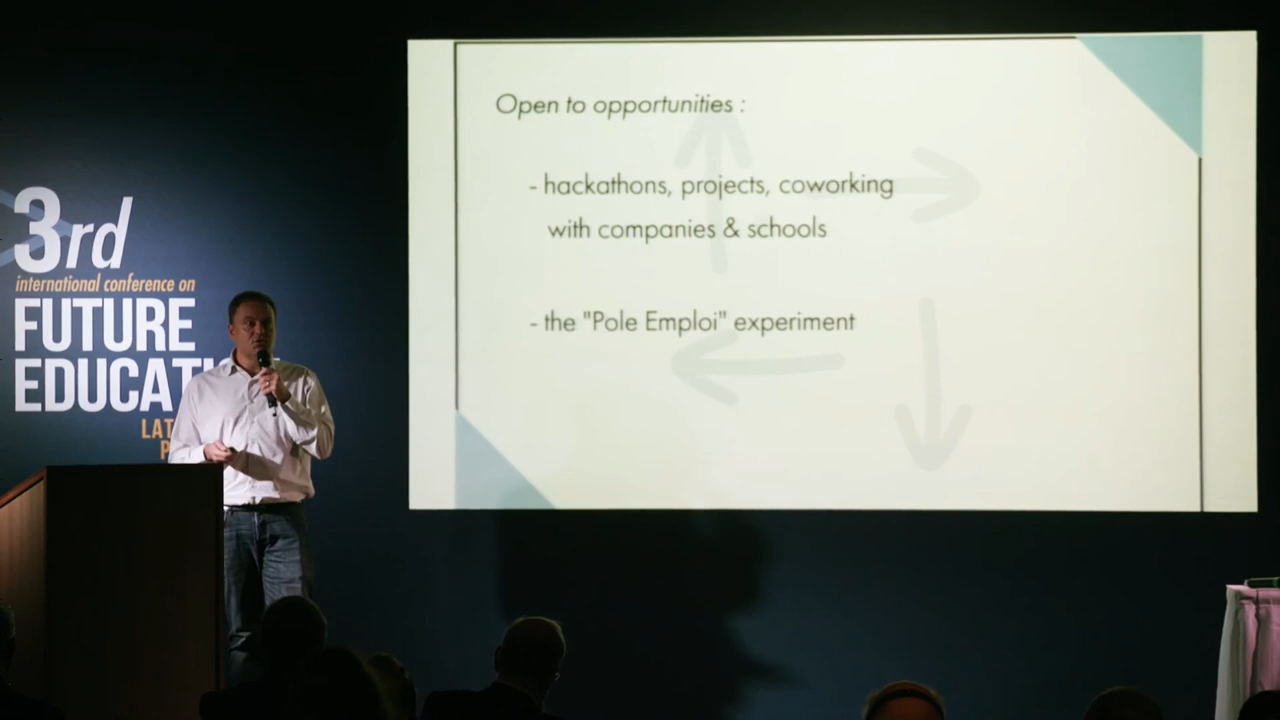 3rd
international conference on
FUTURE
EDUCATI
LAT
P
Open to opportunities :
- hackathons, projects, coworking
with companies & schools
- the "Pole Emploi" experiment